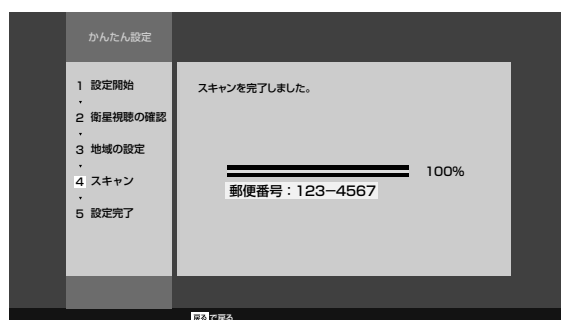 かんたん設定
1 設定開始
2 衛星視聴の確認
3 地域の設定
4 スキャン
5 設定完了
スキャンを完了しました。
100%
郵便番号：123−4567
戻るで戻る